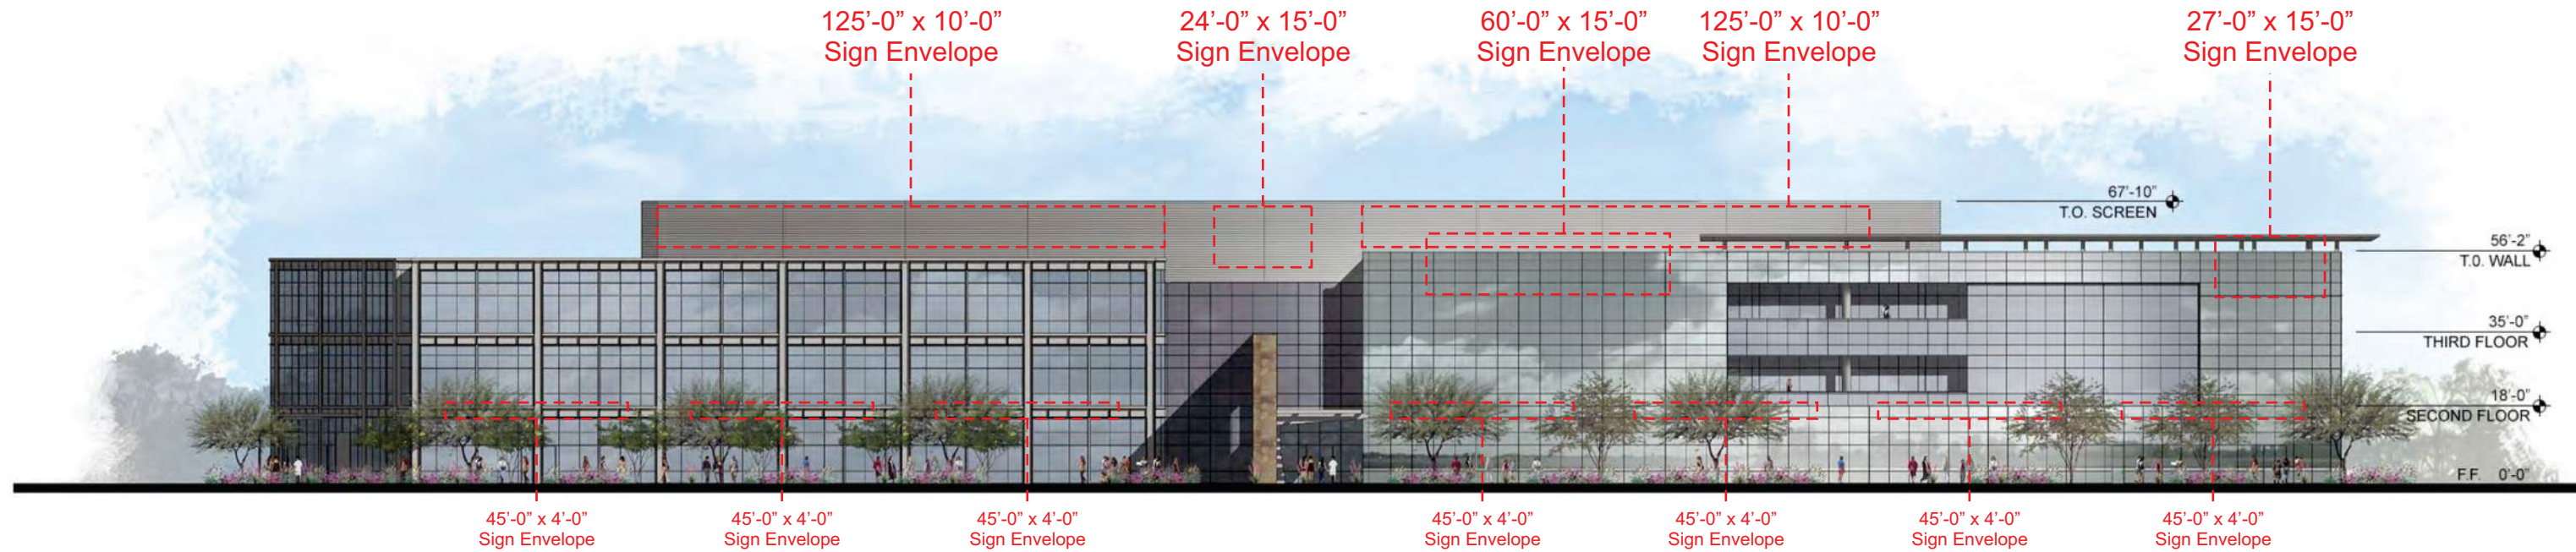 125’-0” x 10’-0”
Sign Envelope
24’-0” x 15’-0”
Sign Envelope
60’-0” x 15’-0”
Sign Envelope
125’-0” x 10’-0”
Sign Envelope
27’-0” x 15’-0”
Sign Envelope
67'-10"
T.O. SCREEN
56'-2"
T.0. WALL
35'-0"
THIRD FLOOR
18'-0"
SECOND FLOOR
F.F. 0'-0"
45’-0” x 4’-0”
Sign Envelope
45’-0” x 4’-0”
Sign Envelope
45’-0” x 4’-0”
Sign Envelope
45’-0” x 4’-0”
Sign Envelope
45’-0” x 4’-0”
Sign Envelope
45’-0” x 4’-0”
Sign Envelope
45’-0” x 4’-0”
Sign Envelope